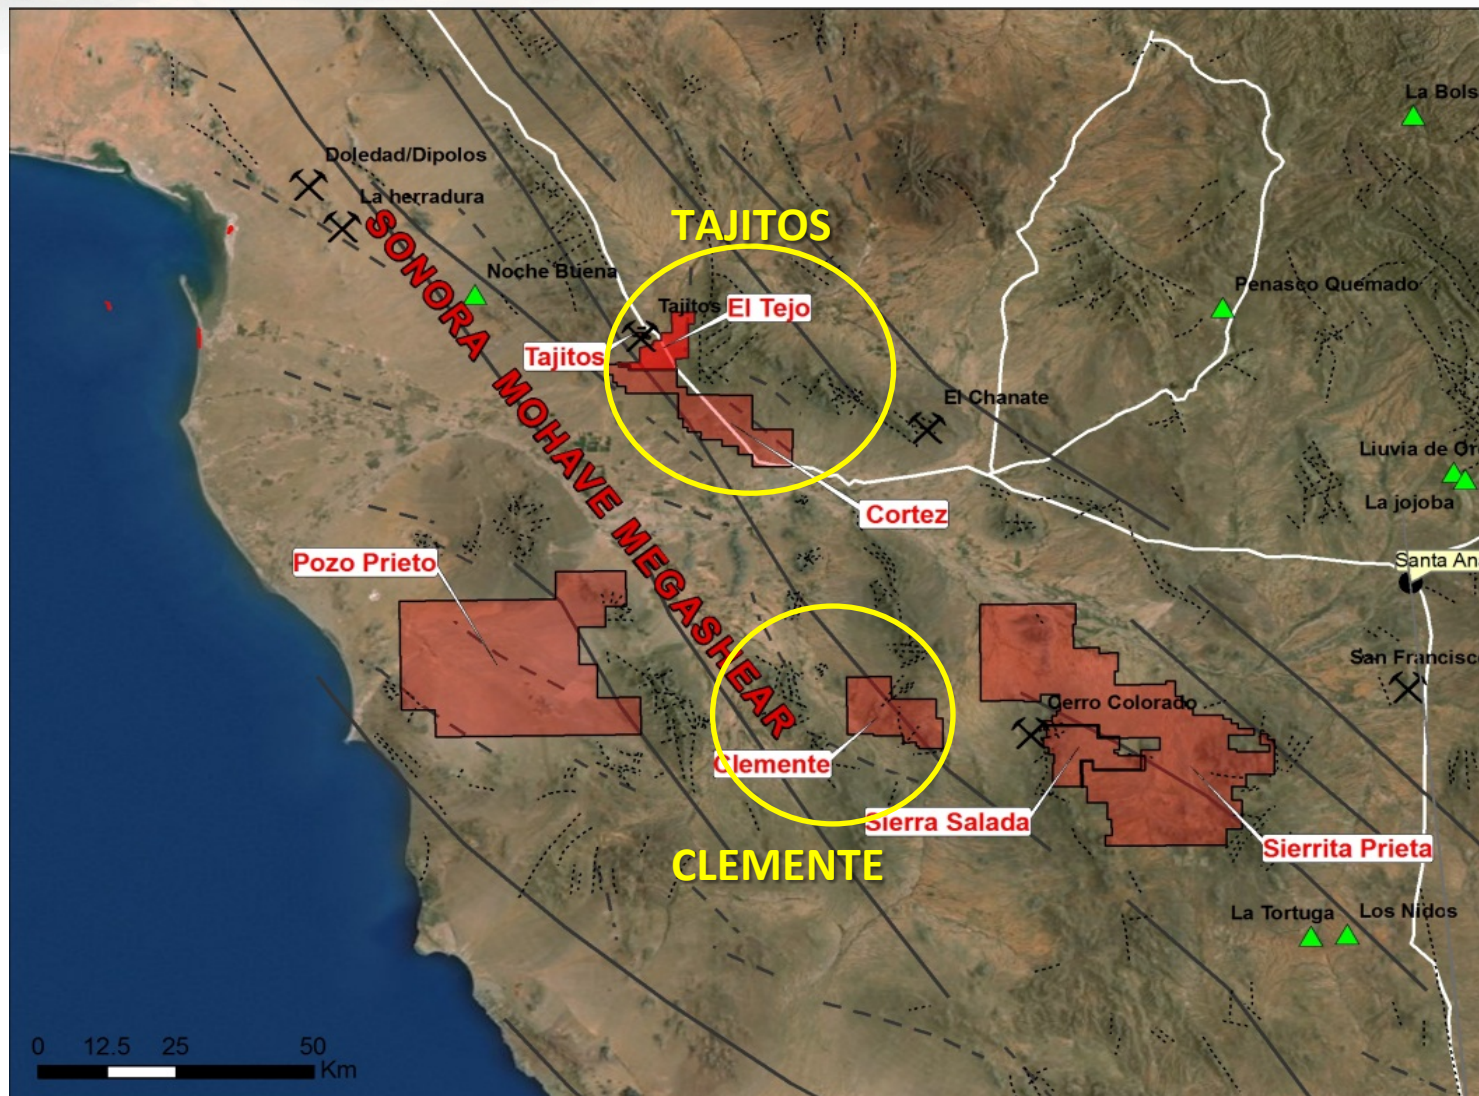 La Bols
Doledad/Dipolos
La herradura
TAJITOS
Noche Buena
Penasco Quemado
Tajitos
El Tejo
Tajitos
El Chanate
SONORA MOHAVE MEGASHEAR
Liuvia de Oro
La jojoba
Cortez
Pozo Prieto
Santa An
San Francisco
Cerro Colorado
Clemente
Sierra Salada
Sierrita Prieta
CLEMENTE
La Tortuga
Los Nidos
0 12.5 25 50
Km